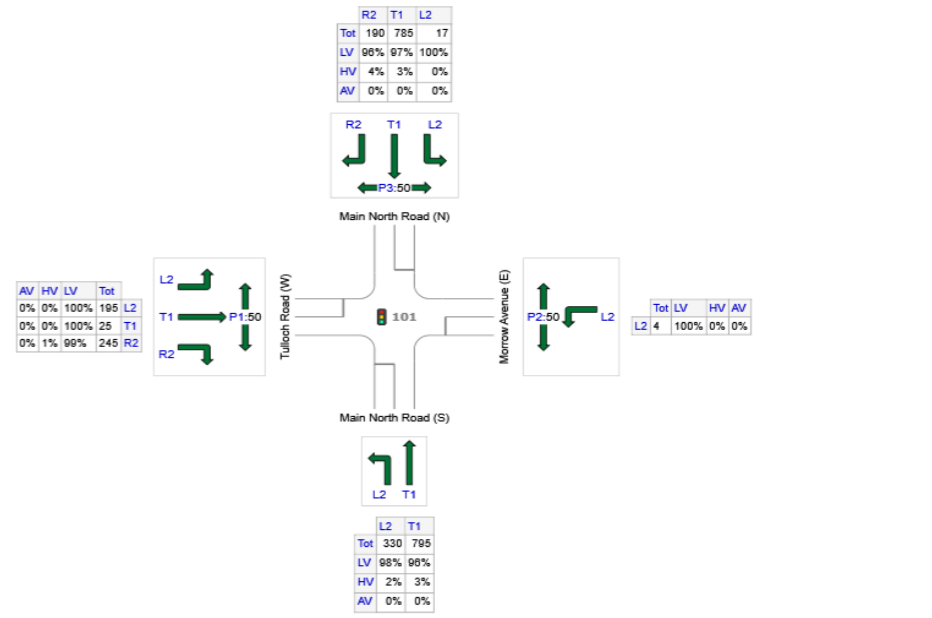 R2 T1 L2
Tot 190 785 17
LV 96% 97% 100%
HV 4% 3% 0%
AV 0% 0% 0%
R2 T1 L2
P3:50
Main North Road (N)
AV HV LV Tot
0% 0% 100% 195 L2
0% 0% 100% 25 T1
0% 1% 99% 245 R2
L2
T1 P1:50
R2
Tulloch Road (W)
101
Morrow Avenue (E)
P2:50 L2
Tot LV HV AV
L2 4 100% 0% 0%
Main North Road (S)
L2 T1
L2 T1
Tot 330 795
LV 98% 96%
HV 2% 3%
AV 0% 0%